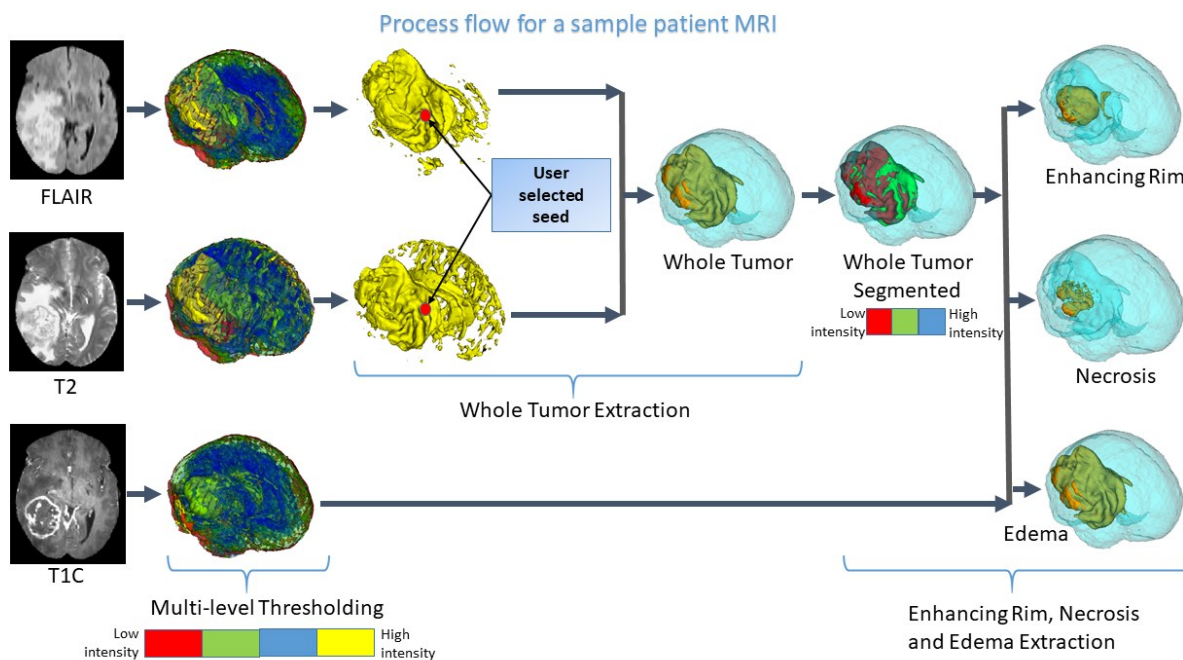 Process flow for a sample patient MRI
FLAIR
User
selected
seed
Enhancing Rim
Whole Tumor
Whole Tumor
Segmented
Low
intensity
High
intensity
T2
Necrosis
Whole Tumor Extraction
T1C
Edema
Multi-level Thresholding
Low
intensity
High
intensity
Enhancing Rim, Necrosis
and Edema Extraction